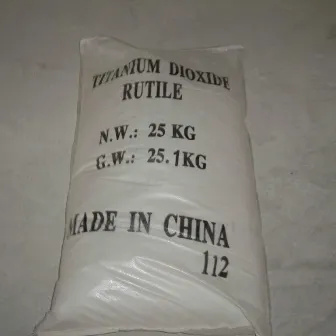 TITANIUM DIOXIDE
RUTILE
N.W.: 25 KG
G.W.: 25.1KG
MADE IN CHINA
112